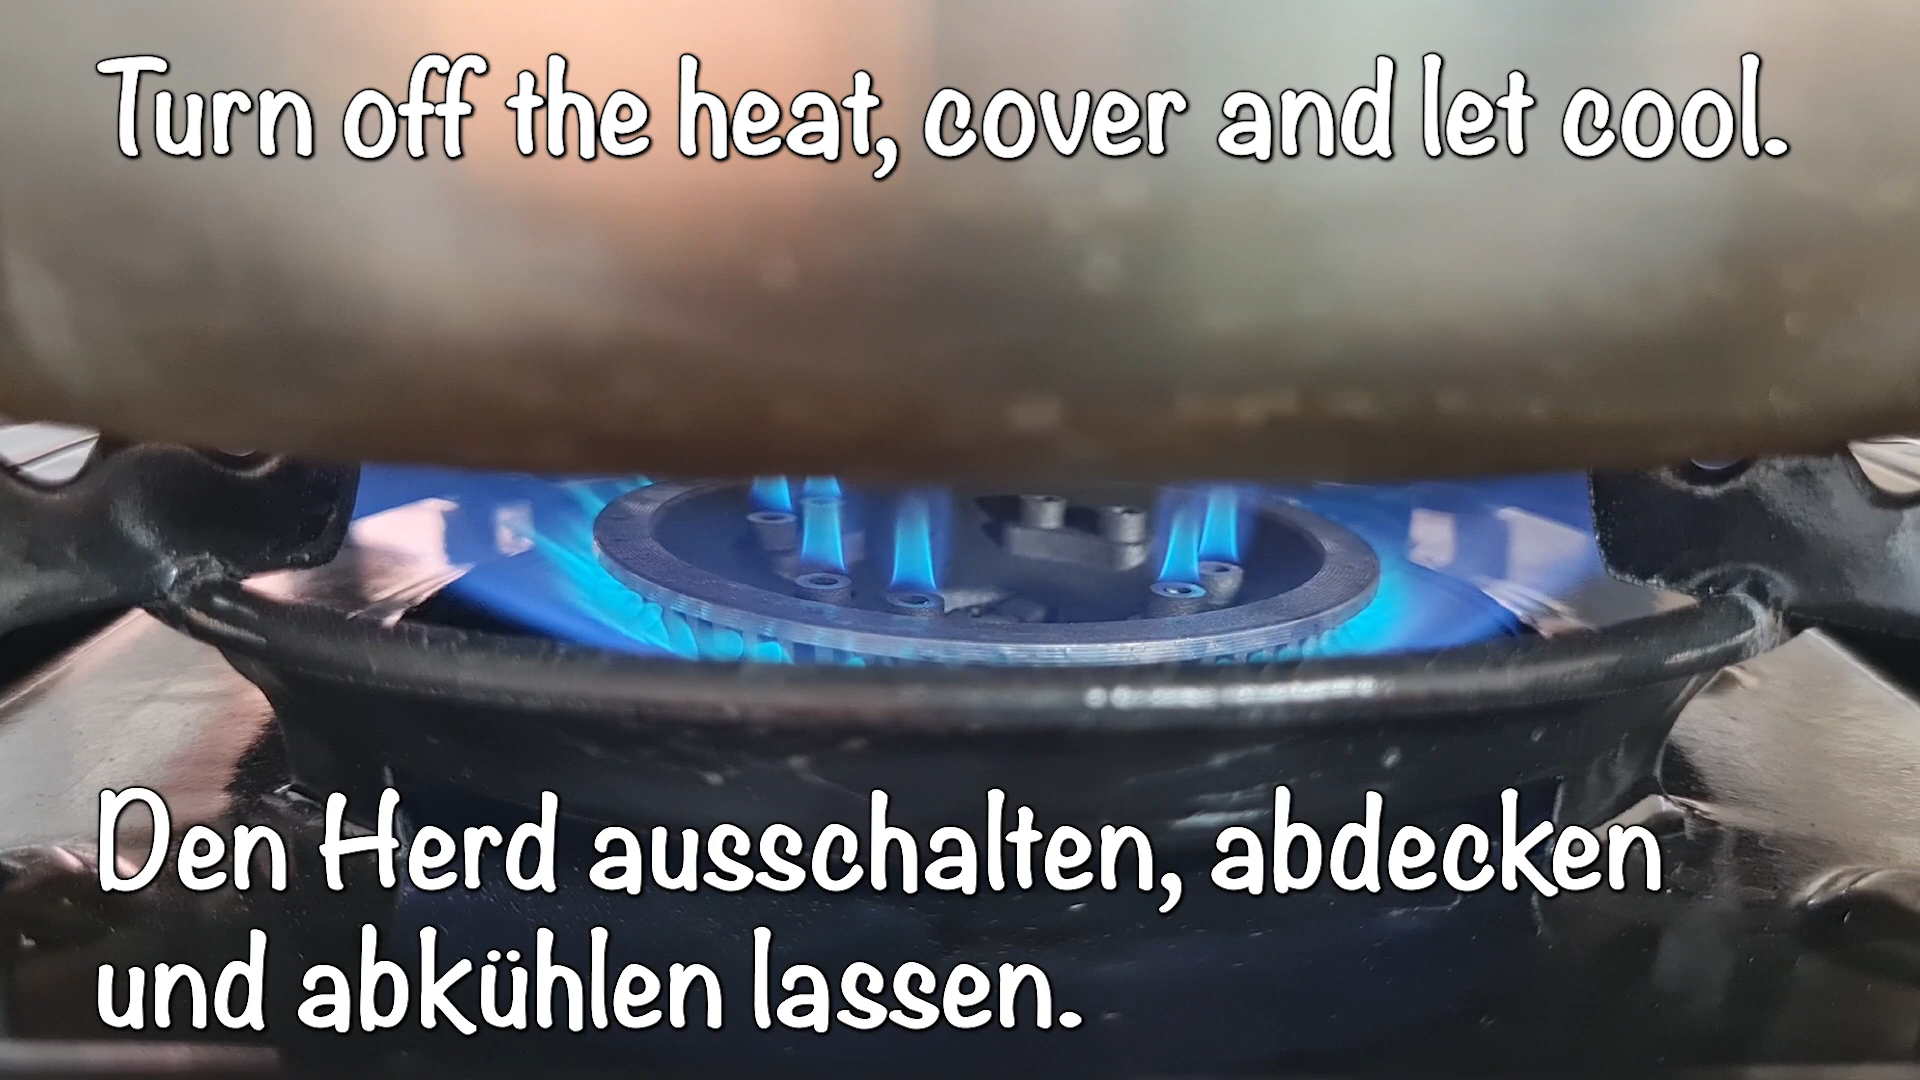 Turn off the heat, cover and let cool.
Den Herd ausschalten, abdecken
und abkühlen lassen.